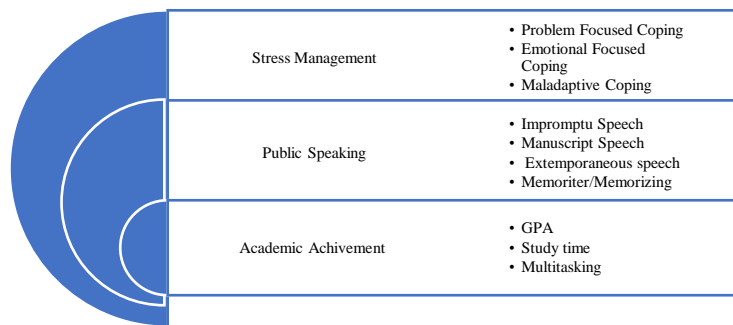 Stress Management
• Problem Focused Coping
• Emotional Focused
Coping
• Maladaptive Coping
Public Speaking
• Impromptu Speech
• Manuscript Speech
• Extemporaneous speech
• Memoriter/Memorizing
Academic Achivement
• GPA
• Study time
• Multitasking